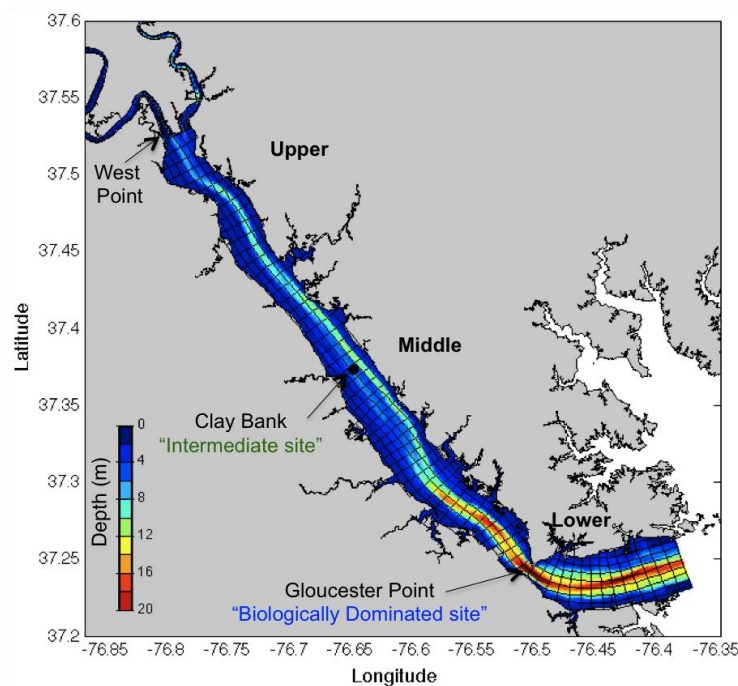 37.6
37.55
37.5
37.45
37.4
37.35
37.3
37.25
37.2
Latitude
Upper
West
Point
Middle
Clay Bank
“Intermediate site”
Depth (m)
0
4
8
12
16
20
Lower
Gloucester Point
“Biologically Dominated site”
-76.85 -76.8 -76.75 -76.7 -76.65 -76.6 -76.55 -76.5 -76.45 -76.4 -76.35
Longitude